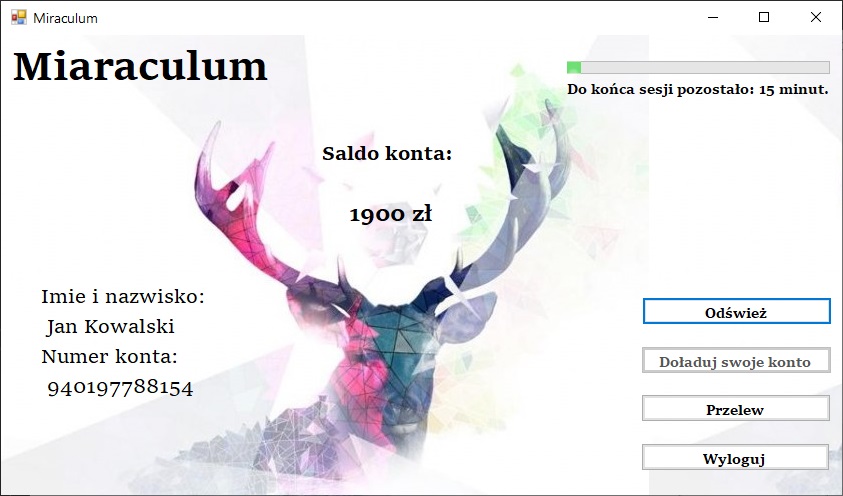 Miraculum
Miaraculum
Do końca sesji pozostało: 15 minut.
Saldo konta:
1900 zł
Imie i nazwisko:
Jan Kowalski
Numer konta:
940197788154
Odśwież
Doładuj swoje konto
Przelew
Wyloguj